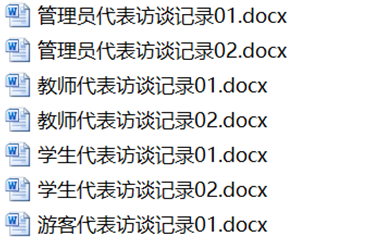 管理员代表访谈记录01.docx
管理员代表访谈记录02.docx
教师代表访谈记录01.docx
教师代表访谈记录02.docx
学生代表访谈记录01.docx
学生代表访谈记录02.docx
游客代表访谈记录01.docx